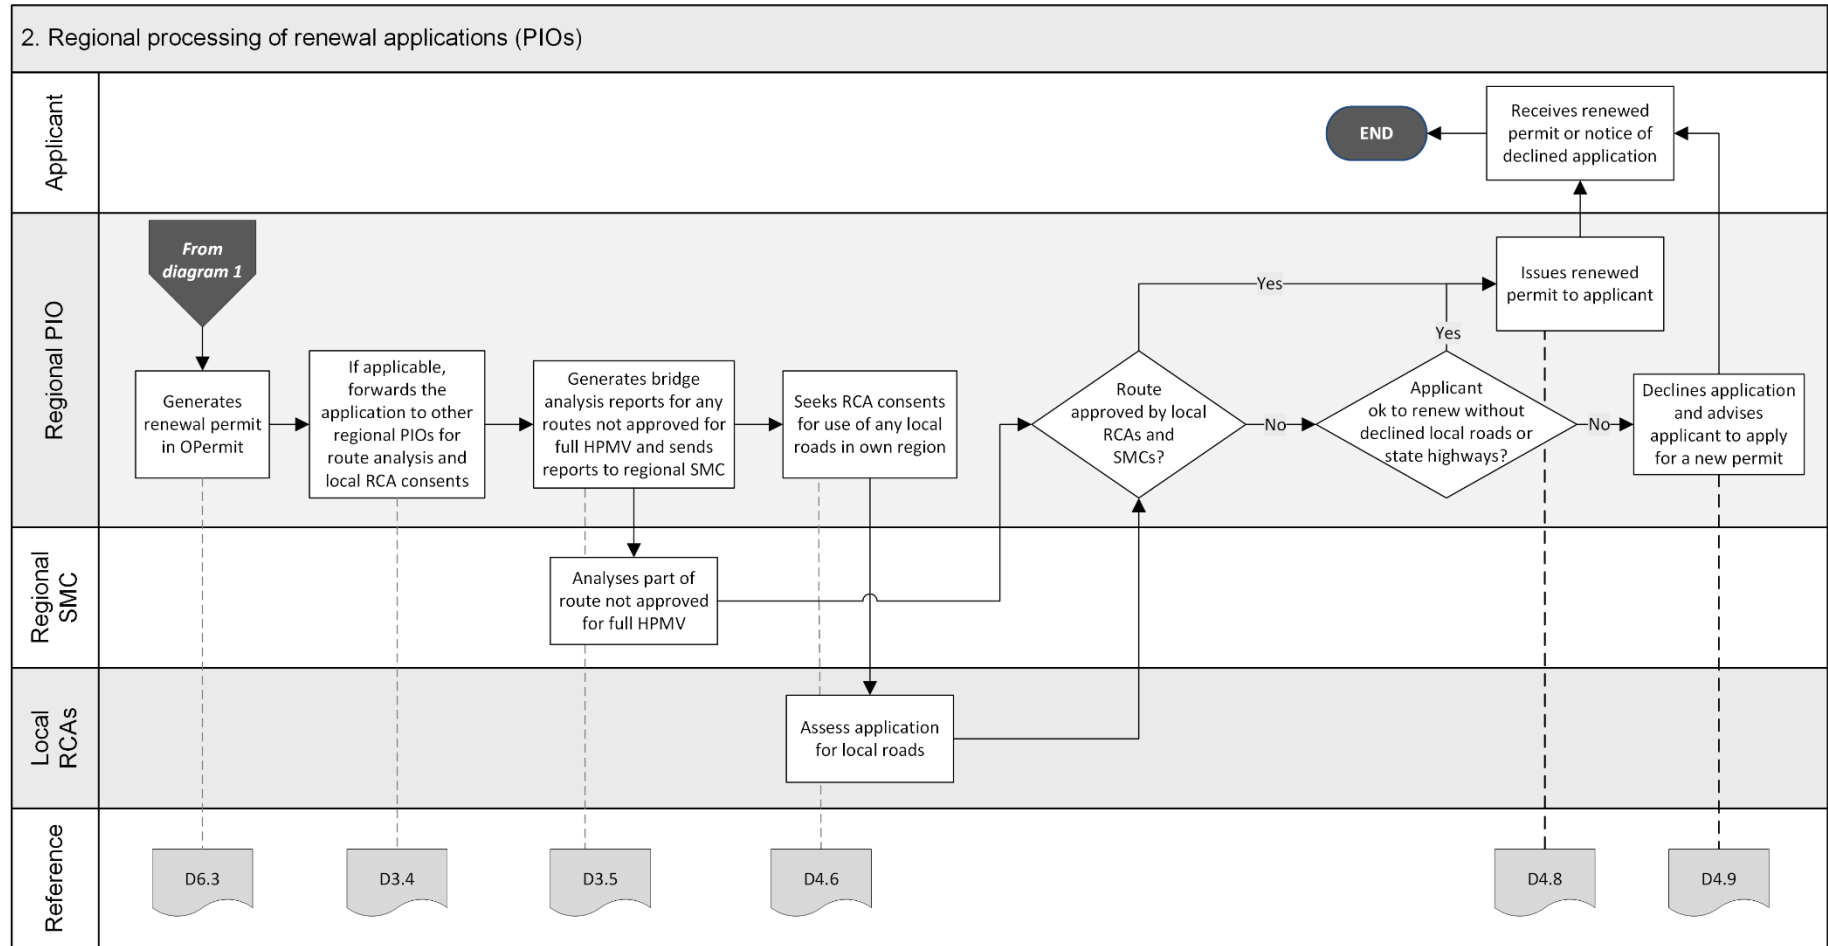 2. Regional processing of renewal applications (PIOs)
Applicant
END
Receives renewed
permit or notice of
declined application
Regional PIO
From
diagram 1
Generates
renewal permit
in OPermit
If applicable,
forwards the
application to other
regional PIOs for
route analysis and
local RCA consents
Generates bridge
analysis reports for any
routes not approved for
full HPMV and sends
reports to regional SMC
Seeks RCA consents
for use of any local
roads in own region
Route
approved by local
RCAs and
SMCs?
Yes
No
Applicant
ok to renew without
declined local roads or
state highways?
Yes
No
Issues renewed
permit to applicant
Declines application
and advises
applicant to apply
for a new permit
Regional
SMC
Analyses part of
route not approved
for full HPMV
Local
RCAs
Assess application
for local roads
Reference
D6.3
D3.4
D3.5
D4.6
D4.8
D4.9